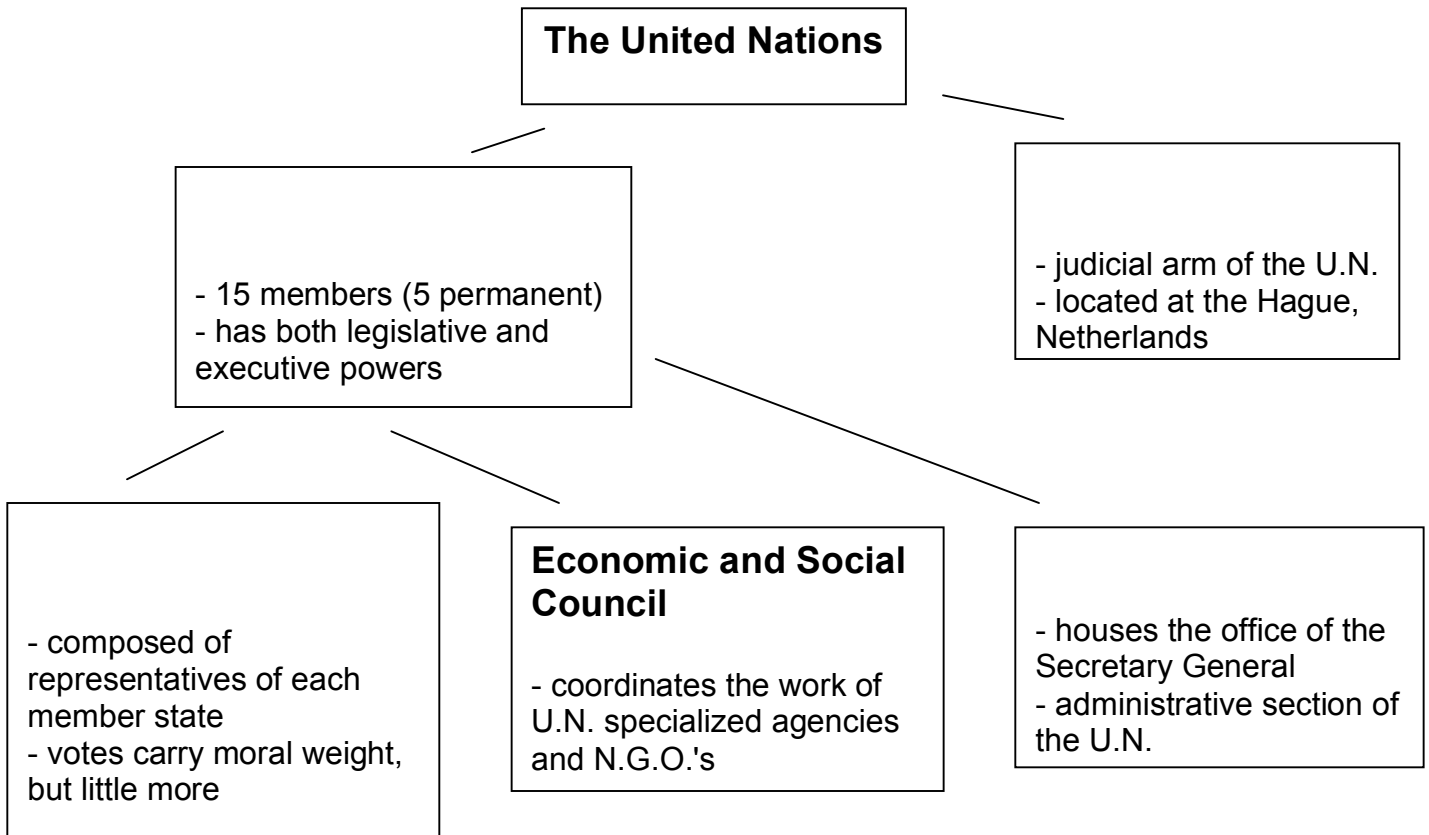 The United Nations
- 15 members (5 permanent)
- has both legislative and
executive powers
- judicial arm of the U.N.
- located at the Hague,
Netherlands
- composed of
representatives of each
member state
- votes carry moral weight,
but little more
Economic and Social
Council
- coordinates the work of
U.N. specialized agencies
and N.G.O.'s
- houses the office of the
Secretary General
- administrative section of
the U.N.